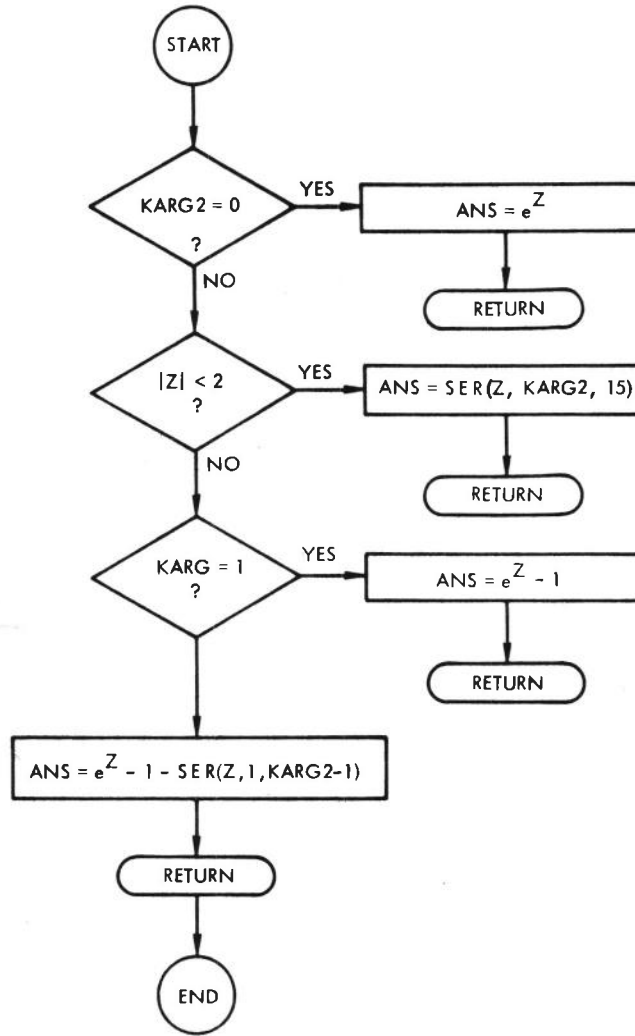 START
KARG2 = 0
?
YES
ANS = e^Z
RETURN
NO
|Z| < 2
?
YES
ANS = SER(Z, KARG2, 15)
RETURN
NO
KARG = 1
?
YES
ANS = e^Z - 1
RETURN
ANS = e^Z - 1 - SER(Z,1,KARG2-1)
RETURN
END